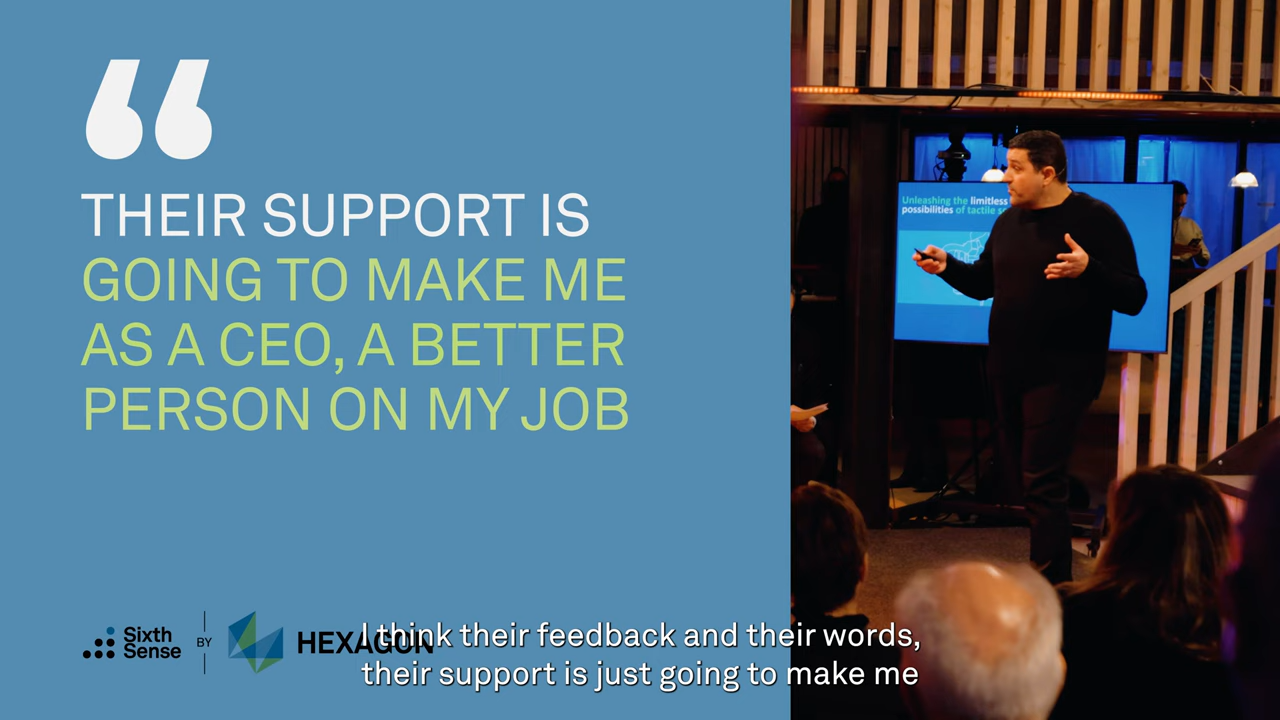 “
THEIR SUPPORT IS
GOING TO MAKE ME
AS A CEO, A BETTER
PERSON ON MY JOB
Unleashing the limitless
possibilities of tactile
Sixth
Sense
BY
HEXAGON
I think their feedback and their words,
their support is just going to make me